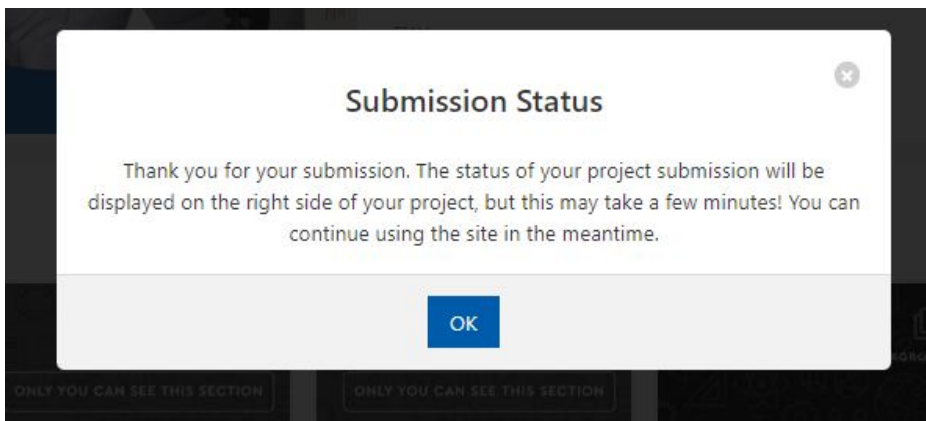 Submission Status
Thank you for your submission. The status of your project submission will be
displayed on the right side of your project, but this may take a few minutes! You can
continue using the site in the meantime.
OK
ONLY YOU CAN SEE THIS SECTION
ONLY YOU CAN SEE THIS SECTION